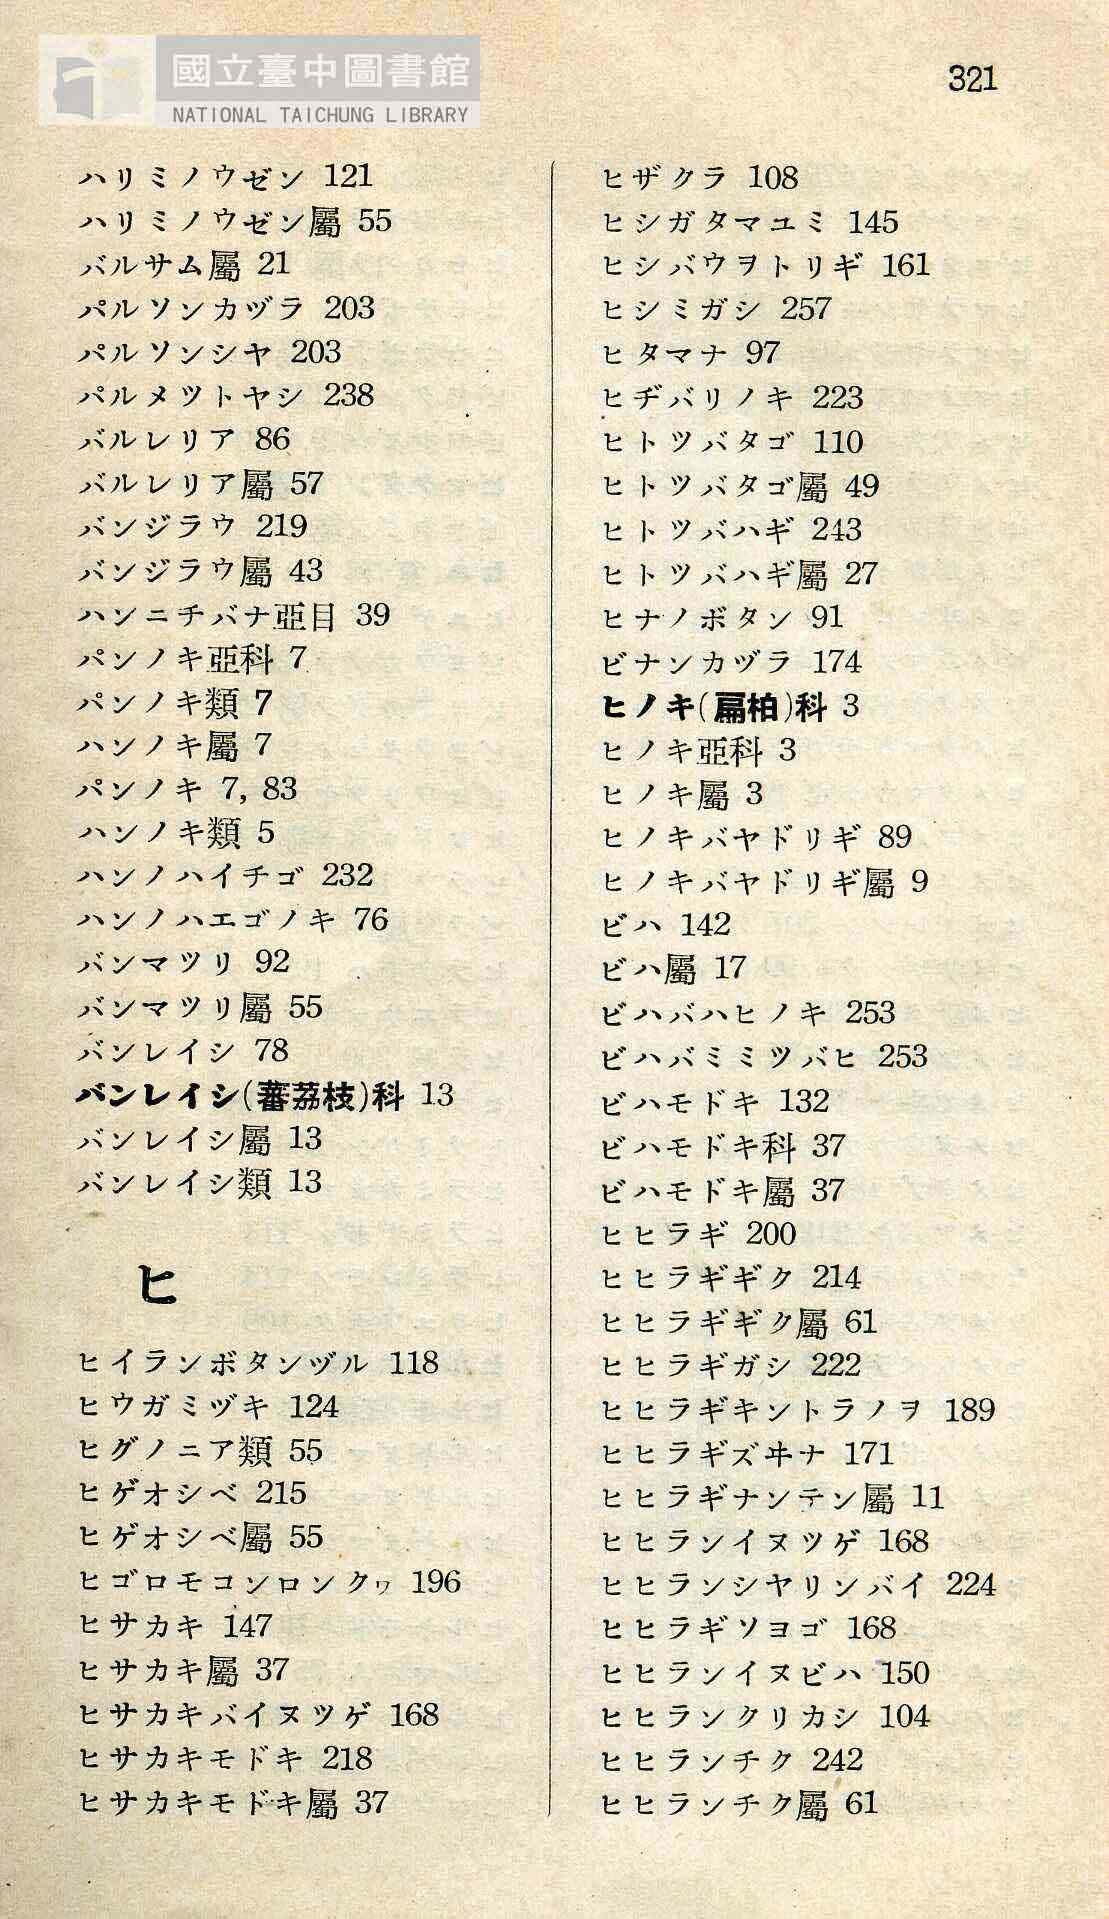 國立臺中圖書館
NATIONAL TAICHUNG LIBRARY
321
ハリミノウゼン 121
ハリミノウゼン屬 55
バルサム屬 21
パルソンカヅラ 203
パルソンシヤ 203
パルメツトヤシ 238
バルレリア 86
バルレリア屬 57
バンジラウ 219
バンジラウ屬 43
ハンニチバナ亞目 39
パンノキ亞科 7
パンノキ類 7
ハンノキ屬 7
パンノキ 7, 83
ハンノキ類 5
ハンノハイチゴ 232
ハンノハエゴノキ 76
バンマツリ 92
バンマツリ屬 55
バンレイシ 78
バンレイシ(蕃茘枝)科 13
バンレイシ屬 13
バンレイシ類 13
ヒ
ヒイランボタンヅル 118
ヒウガミヅキ 124
ヒグノニア類 55
ヒゲオシベ 215
ヒゲオシベ屬 55
ヒゴロモコンロンクヮ 196
ヒサカキ 147
ヒサカキ屬 37
ヒサカキバイヌツゲ 168
ヒサカキモドキ 218
ヒサカキモドキ屬 37
ヒザクラ 108
ヒシガタマユミ 145
ヒシバウヲトリギ 161
ヒシミガシ 257
ヒタマナ 97
ヒヂバリノキ 223
ヒトツバタゴ 110
ヒトツバタゴ屬 49
ヒトツバハギ 243
ヒトツバハギ屬 27
ヒナノボタン 91
ビナンカヅラ 174
ヒノキ(扁柏)科 3
ヒノキ亞科 3
ヒノキ屬 3
ヒノキバヤドリギ 89
ヒノキバヤドリギ屬 9
ビハ 142
ビハ屬 17
ビハバハヒノキ 253
ビハバミミツバヒ 253
ビハモドキ 132
ビハモドキ科 37
ビハモドキ屬 37
ヒヒラギ 200
ヒヒラギギク 214
ヒヒラギギク屬 61
ヒヒラギガシ 222
ヒヒラギキントラノヲ 189
ヒヒラギズヰナ 171
ヒヒラギナンテン屬 11
ヒヒランイヌツゲ 168
ヒヒランシヤリンバイ 224
ヒヒラギソヨゴ 168
ヒヒランイヌビハ 150
ヒヒランクリカシ 104
ヒヒランチク 242
ヒヒランチク屬 61